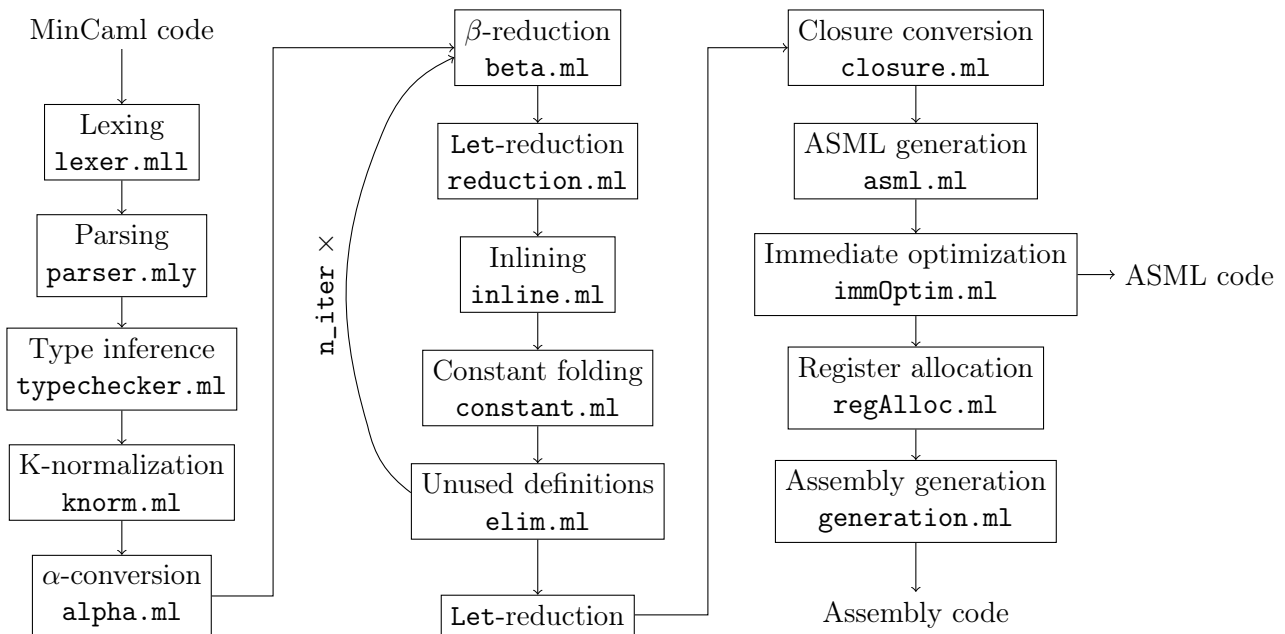 MinCaml code
Lexing
lexer.mll
Parsing
parser.mly
Type inference
typechecker.ml
K-normalization
knorm.ml
α-conversion
alpha.ml
n_iter ×
β-reduction
beta.ml
Let-reduction
reduction.ml
Inlining
inline.ml
Constant folding
constant.ml
Unused definitions
elim.ml
Let-reduction
Closure conversion
closure.ml
ASML generation
asml.ml
Immediate optimization
immOptim.ml
ASML code
Register allocation
regAlloc.ml
Assembly generation
generation.ml
Assembly code